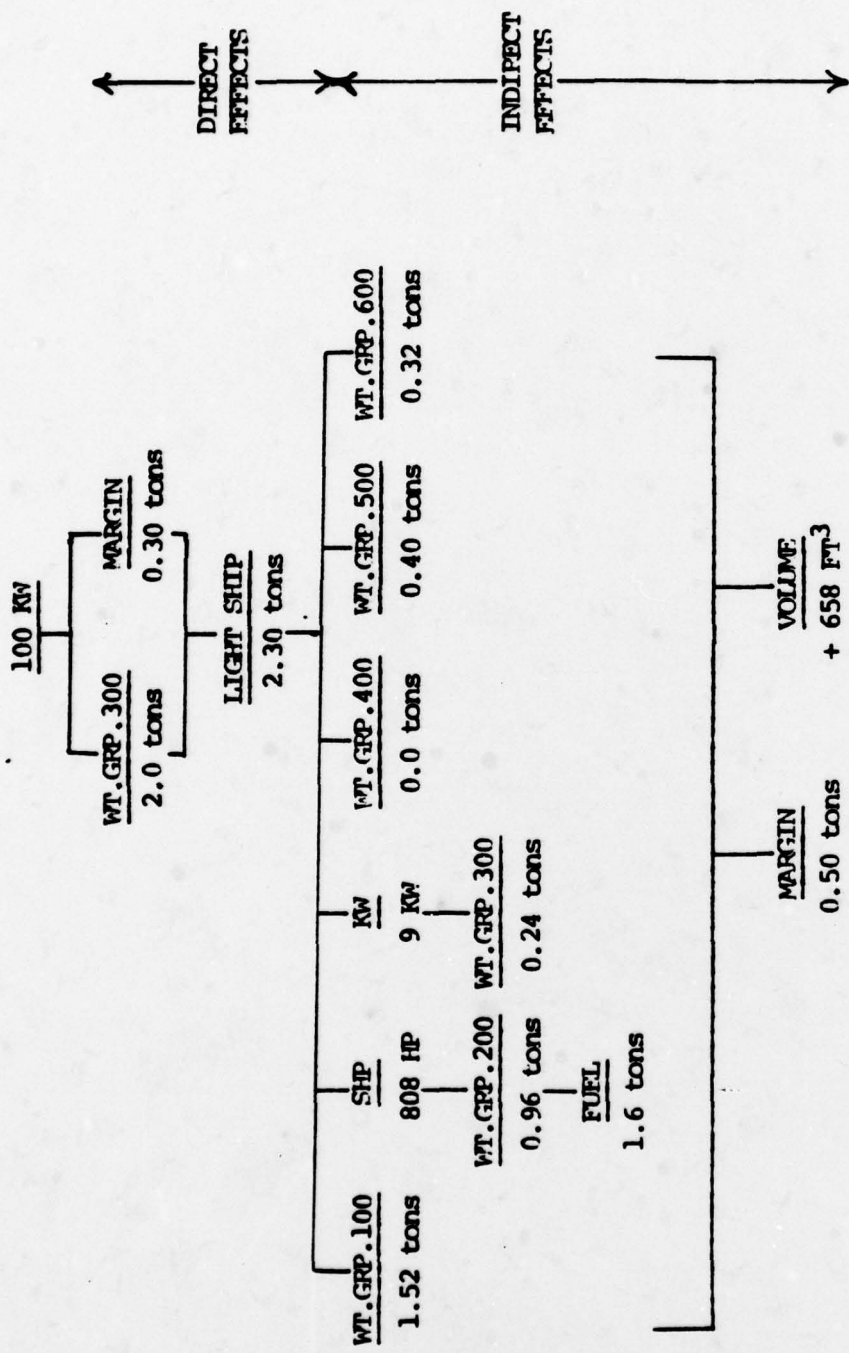 100 KW
WT.GRP.300
2.0 tons
MARGIN
0.30 tons
LIGHT SHIP
2.30 tons
DIRECT
EFFECTS
WT.GRP.100
1.52 tons
SHP
808 HP
WT.GRP.200
0.96 tons
FUEL
1.6 tons
KW
9 KW
WT.GRP.300
0.24 tons
WT.GRP.400
0.0 tons
WT.GRP.500
0.40 tons
WT.GRP.600
0.32 tons
INDIPECT
EFFECTS
MARGIN
0.50 tons
VOLUME
+ 658 FT³